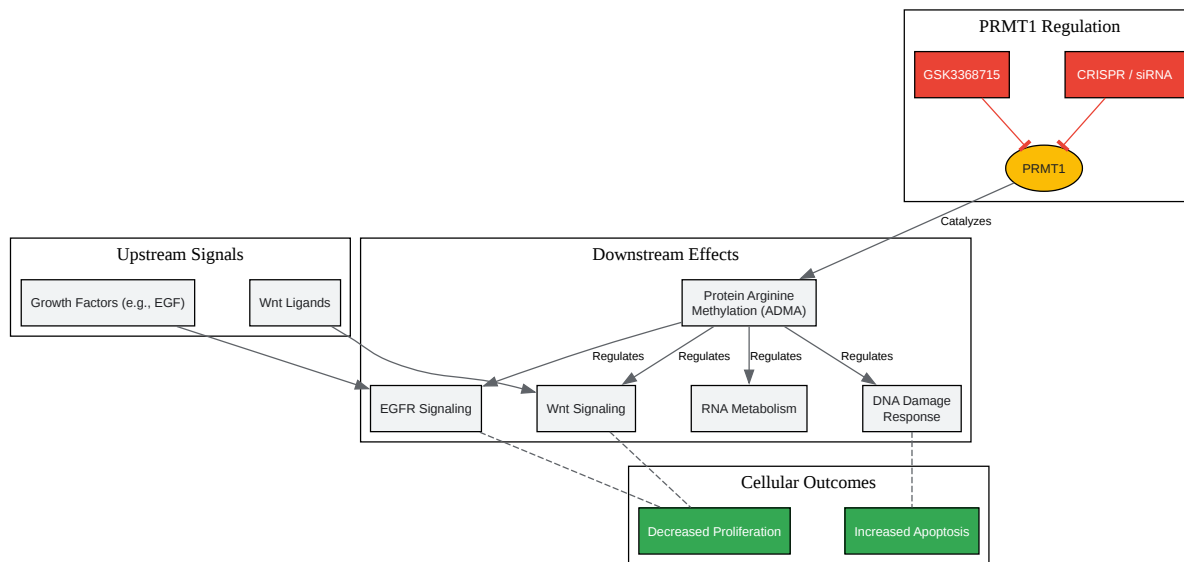 PRMT1 Regulation
GSK3368715
CRISPR / siRNA
PRMT1
Catalyzes
Upstream Signals
Growth Factors (e.g., EGF)
Wnt Ligands
Downstream Effects
Protein Arginine
Methylation (ADMA)
Regulates
Regulates
Regulates
Regulates
EGFR Signaling
Wnt Signaling
RNA Metabolism
DNA Damage
Response
Cellular Outcomes
Decreased Proliferation
Increased Apoptosis